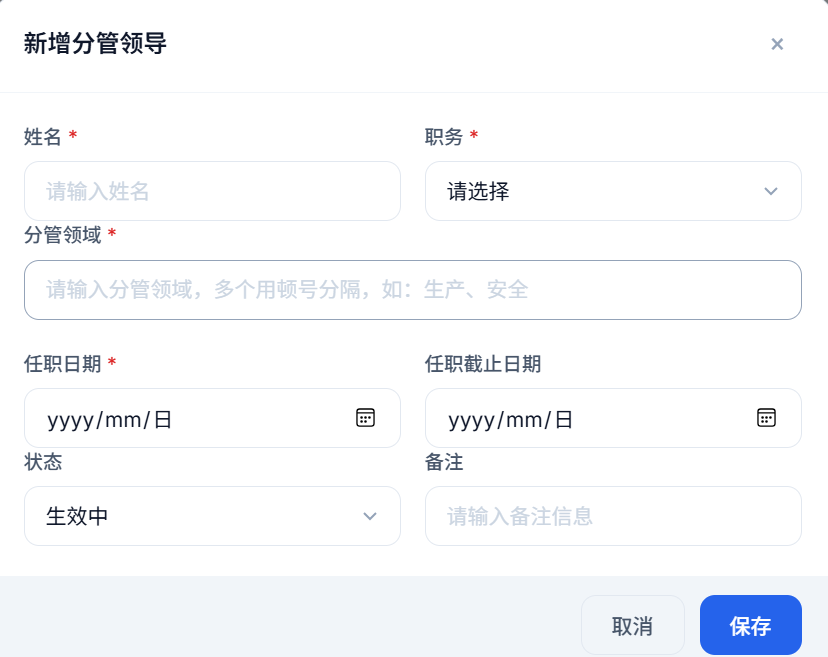 新增分管领导 ×
姓名 * 职务 *
请输入姓名 请选择
分管领域 *
请输入分管领域，多个用顿号分隔，如：生产、安全
任职日期 * 任职截止日期
yyyy/mm/日 yyyy/mm/日
状态 备注
生效中 请输入备注信息
取消 保存